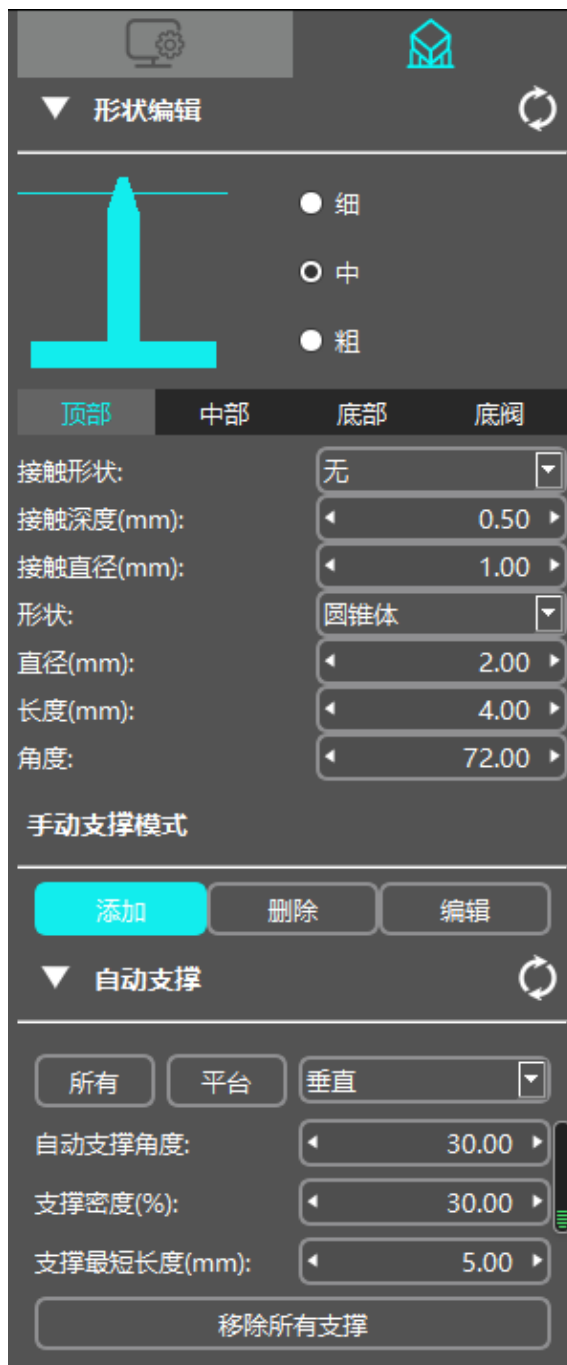 形状编辑
细
中
粗
顶部 中部 底部 底阀
接触形状: 无
接触深度(mm): 0.50
接触直径(mm): 1.00
形状: 圆锥体
直径(mm): 2.00
长度(mm): 4.00
角度: 72.00
手动支撑模式
添加 删除 编辑
自动支撑
所有 平台 垂直
自动支撑角度: 30.00
支撑密度(%): 30.00
支撑最短长度(mm): 5.00
移除所有支撑